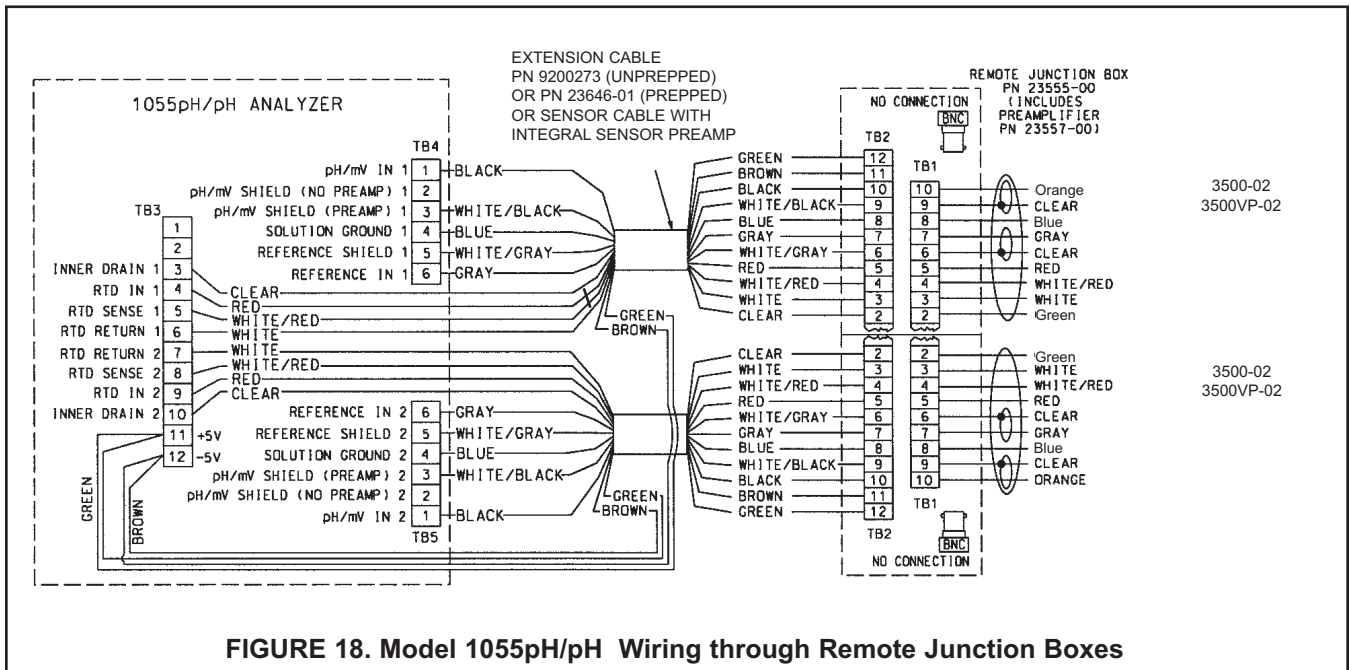 EXTENSION CABLE
PN 9200273 (UNPREPPED)
OR PN 23646-01 (PREPPED)
OR SENSOR CABLE WITH
INTEGRAL SENSOR PREAMP
1055pH/pH ANALYZER
TB4
pH/mV IN 1 1 BLACK
pH/mV SHIELD (NO PREAMP) 1 2
pH/mV SHIELD (PREAMP) 1 3 WHITE/BLACK
SOLUTION GROUND 1 4 BLUE
REFERENCE SHIELD 1 5 WHITE/GRAY
REFERENCE IN 1 6 GRAY
TB3
1
2
INNER DRAIN 1 3 CLEAR
RTD IN 1 4 RED
RTD SENSE 1 5 WHITE/RED
RTD RETURN 1 6 WHITE
RTD RETURN 2 7 WHITE
RTD SENSE 2 8 WHITE/RED
RTD IN 2 9 RED
INNER DRAIN 2 10 CLEAR
11 +5V
12 -5V
GREEN
BROWN
GREEN
BROWN
REFERENCE IN 2 6 GRAY
REFERENCE SHIELD 2 5 WHITE/GRAY
SOLUTION GROUND 2 4 BLUE
pH/mV SHIELD (PREAMP) 2 3 WHITE/BLACK
pH/mV SHIELD (NO PREAMP) 2 2
pH/mV IN 2 1 BLACK
TB5
GREEN
BROWN
REMOTE JUNCTION BOX
PN 23555-00
(INCLUDES
PREAMPLIFIER
PN 23557-00)
NO CONNECTION
BNC
TB2
TB1
GREEN 12
BROWN 11
BLACK 10
WHITE/BLACK 9
BLUE 8
GRAY 7
WHITE/GRAY 6
RED 5
WHITE/RED 4
WHITE 3
CLEAR 2
10 Orange
9 CLEAR
8 Blue
7 GRAY
6 CLEAR
5 RED
4 WHITE/RED
3 WHITE
2 Green
3500-02
3500VP-02
CLEAR 2
WHITE 3
WHITE/RED 4
RED 5
WHITE/GRAY 6
GRAY 7
BLUE 8
WHITE/BLACK 9
BLACK 10
BROWN 11
GREEN 12
TB2
2 Green
3 WHITE
4 WHITE/RED
5 RED
6 CLEAR
7 GRAY
8 Blue
9 CLEAR
10 ORANGE
TB1
BNC
NO CONNECTION
3500-02
3500VP-02
FIGURE 18. Model 1055pH/pH Wiring through Remote Junction Boxes